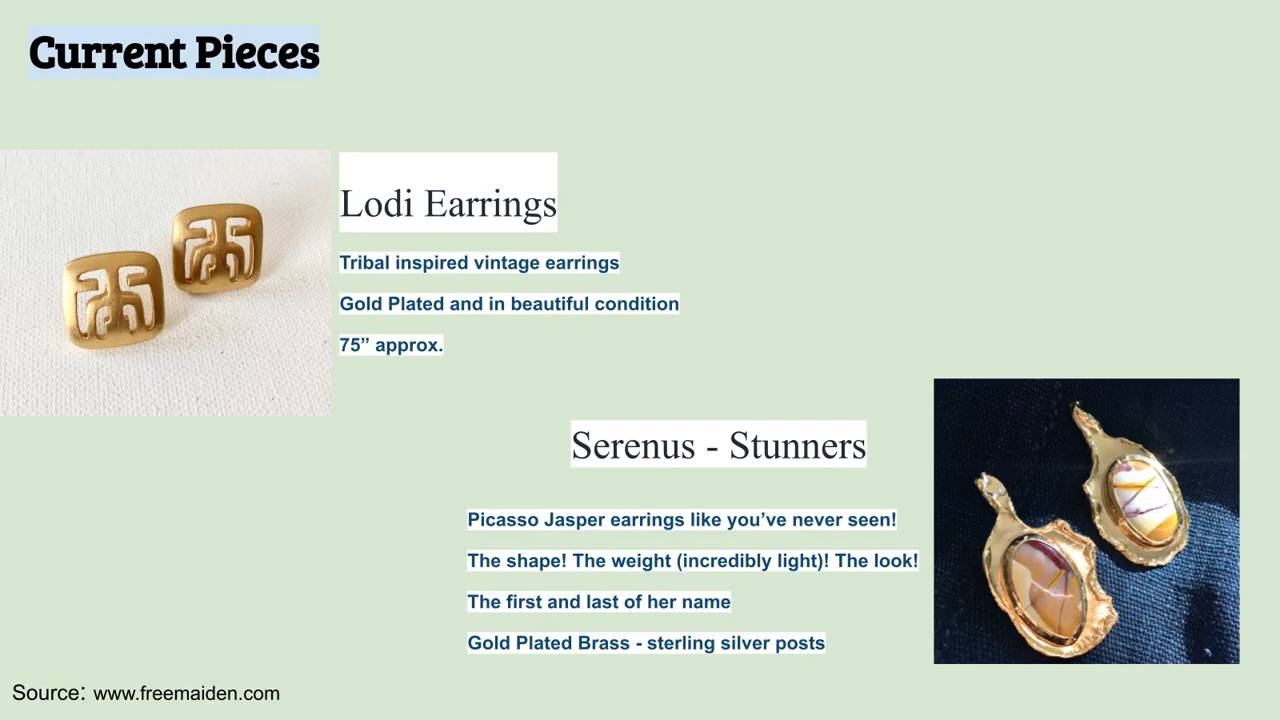 Current Pieces
Lodi Earrings
Tribal inspired vintage earrings
Gold Plated and in beautiful condition
75” approx.
Serenus - Stunners
Picasso Jasper earrings like you’ve never seen!
The shape! The weight (incredibly light)! The look!
The first and last of her name
Gold Plated Brass - sterling silver posts
Source: www.freemaiden.com